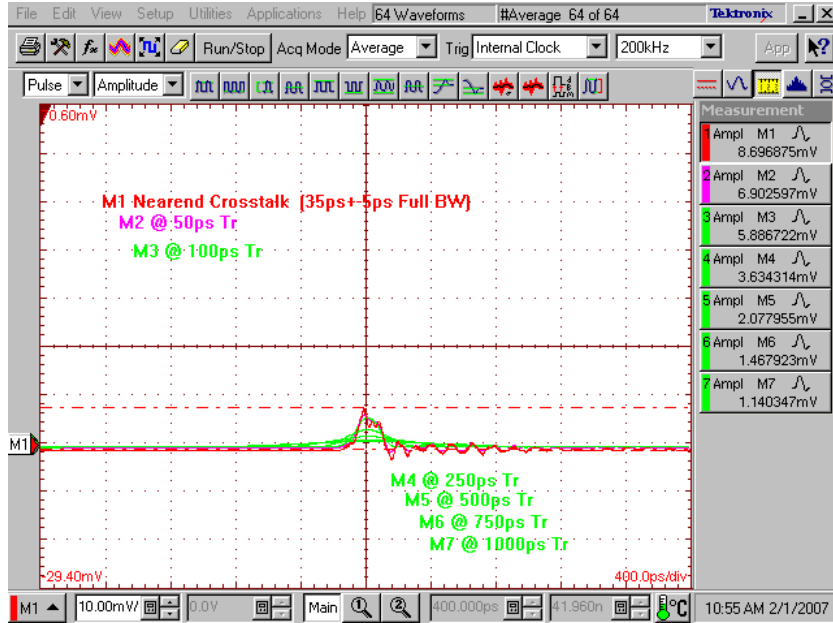 File Edit View Setup Utilities Applications Help 64 Waveforms #Average 64 of 64 Tektronix
Run/Stop Acq Mode Average Trig Internal Clock 200kHz App
Pulse Amplitude
0.60mV
M1 Nearend Crosstalk (35ps+-5ps Full BW)
M2 @ 50ps Tr
M3 @ 100ps Tr
M1
M4 @ 250ps Tr
M5 @ 500ps Tr
M6 @ 750ps Tr
M7 @ 1000ps Tr
-29.40mV 400.0ps/div
Measurement
1 Ampl M1
8.696875mV
2 Ampl M2
6.902597mV
3 Ampl M3
5.886722mV
4 Ampl M4
3.634314mV
5 Ampl M5
2.077955mV
6 Ampl M6
1.467923mV
7 Ampl M7
1.140347mV
M1 10.00mV/ 0.0V Main 1 2 400.000ps 41.960n °C 10:55 AM 2/1/2007